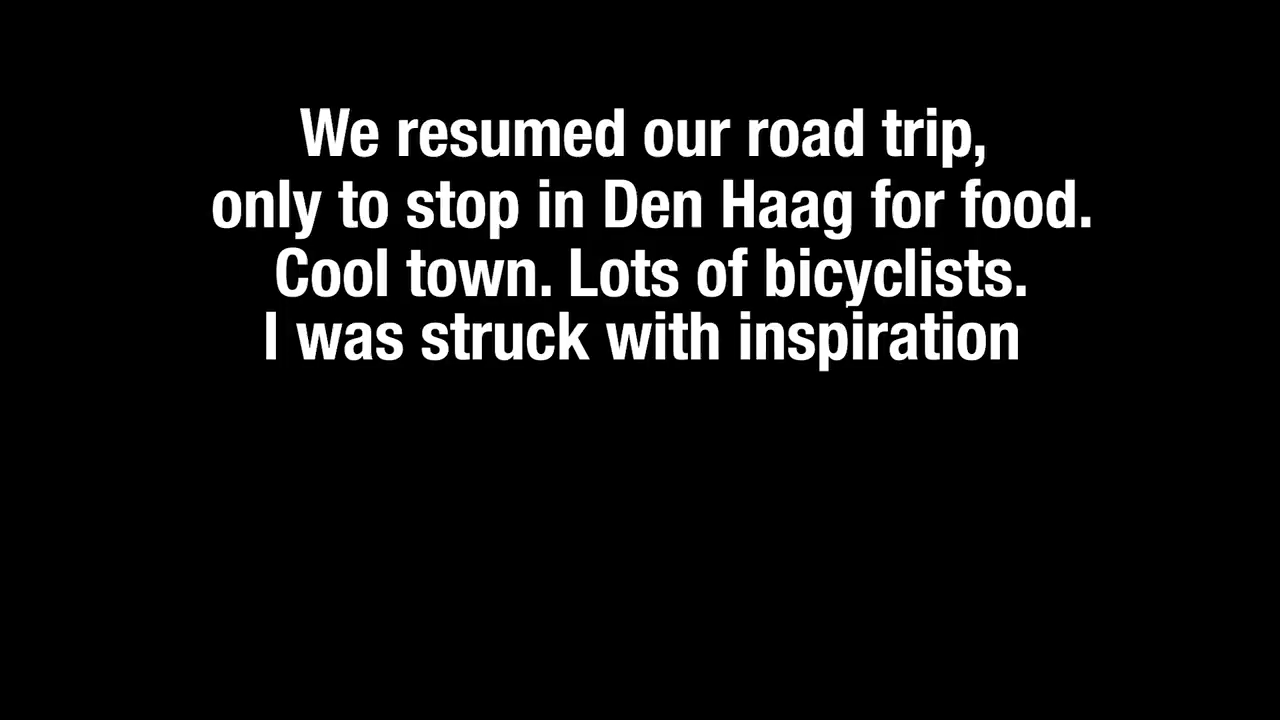 We resumed our road trip,
only to stop in Den Haag for food.
Cool town. Lots of bicyclists.
I was struck with inspiration